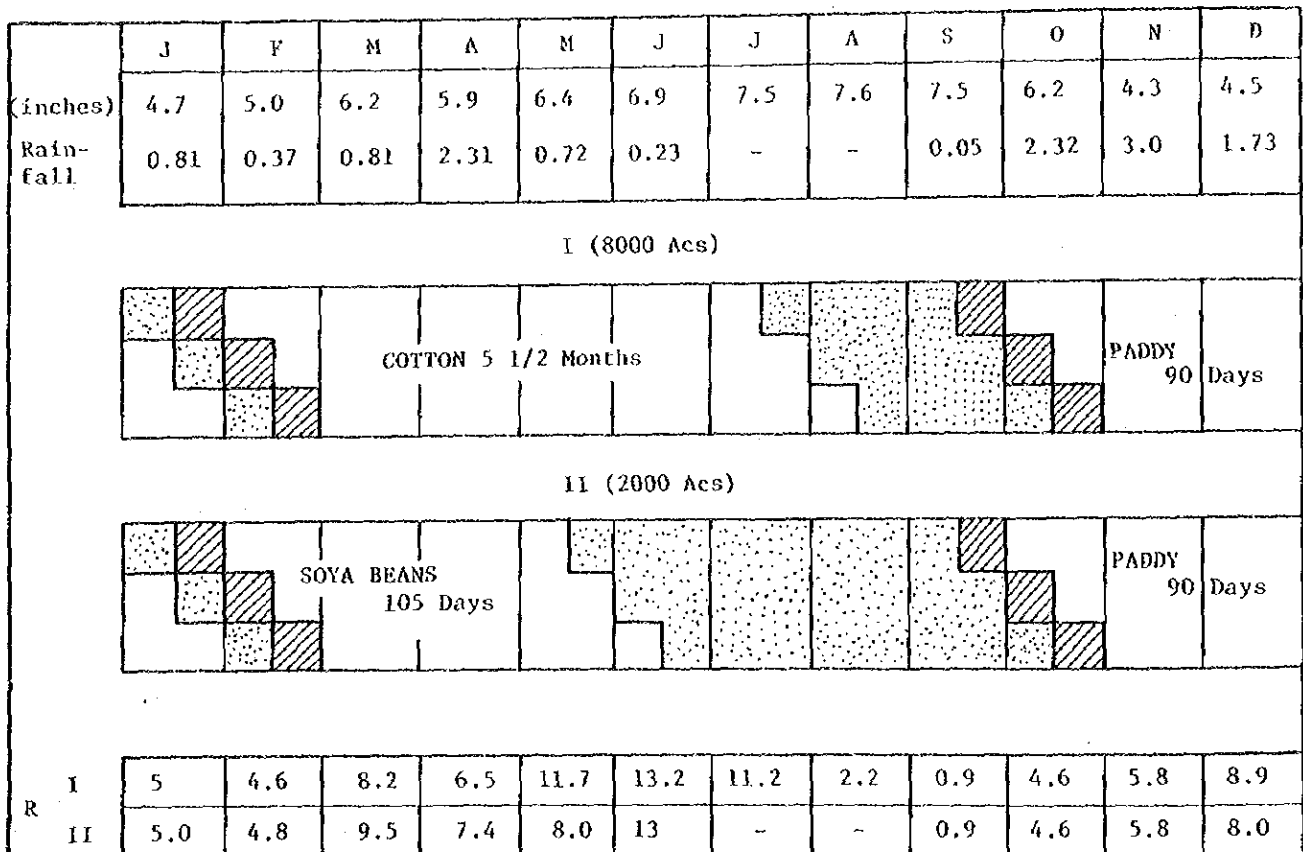 J F M A M J J A S O N D
(inches) 4.7 5.0 6.2 5.9 6.4 6.9 7.5 7.6 7.5 6.2 4.3 4.5
Rain-
fall 0.81 0.37 0.81 2.31 0.72 0.23 - - 0.05 2.32 3.0 1.73
I (8000 Acs)
COTTON 5 1/2 Months
PADDY
90 Days
II (2000 Acs)
SOYA BEANS
105 Days
PADDY
90 Days
R
I 5 4.6 8.2 6.5 11.7 13.2 11.2 2.2 0.9 4.6 5.8 8.9
II 5.0 4.8 9.5 7.4 8.0 13 - - 0.9 4.6 5.8 8.0